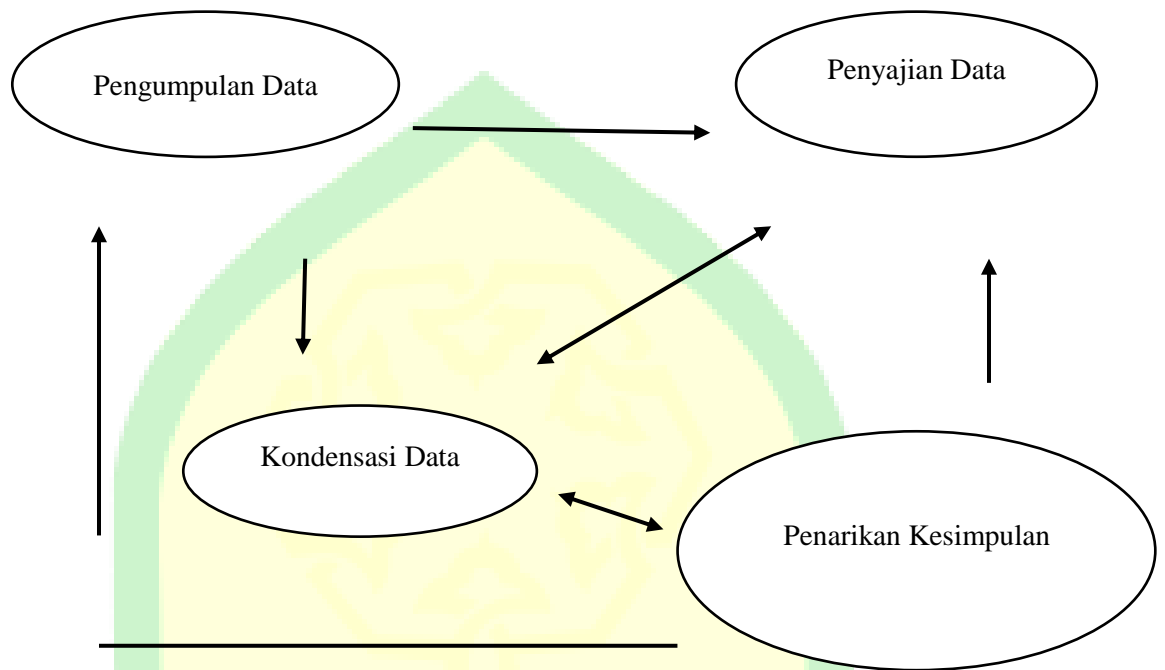 Pengumpulan Data
Penyajian Data
Kondensasi Data
Penarikan Kesimpulan